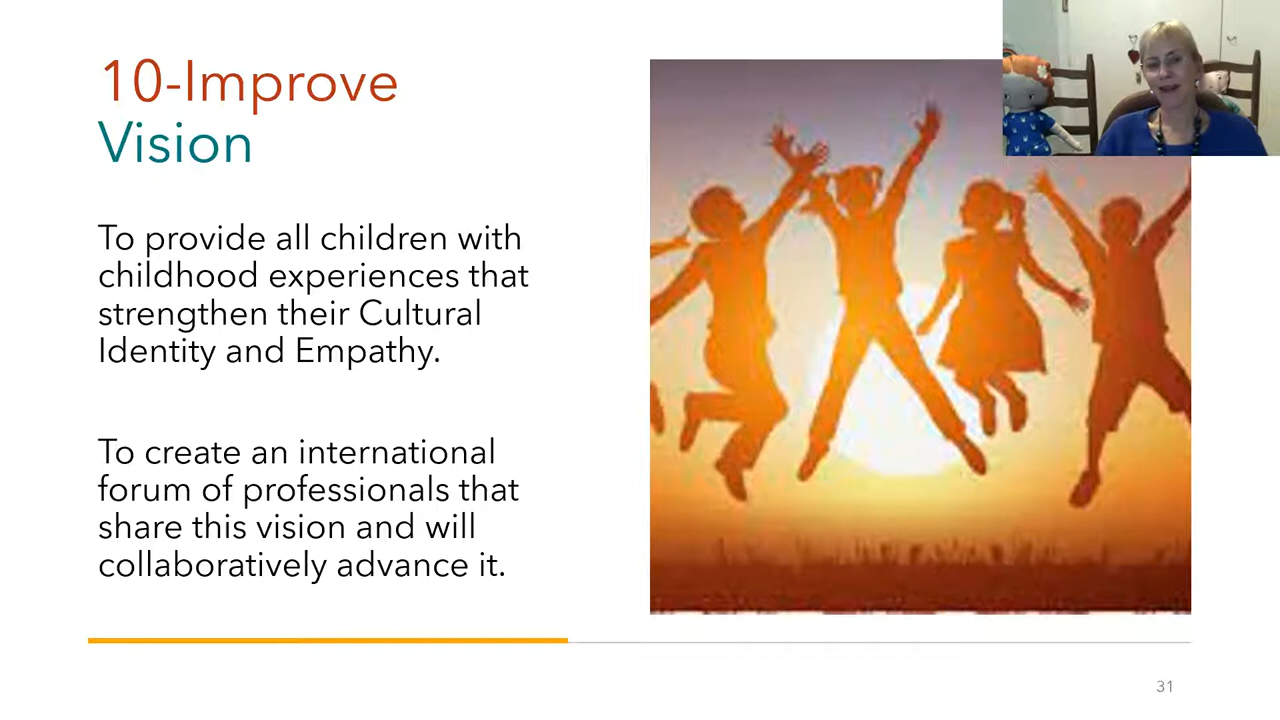 10-Improve
Vision
To provide all children with
childhood experiences that
strengthen their Cultural
Identity and Empathy.
To create an international
forum of professionals that
share this vision and will
collaboratively advance it.
31